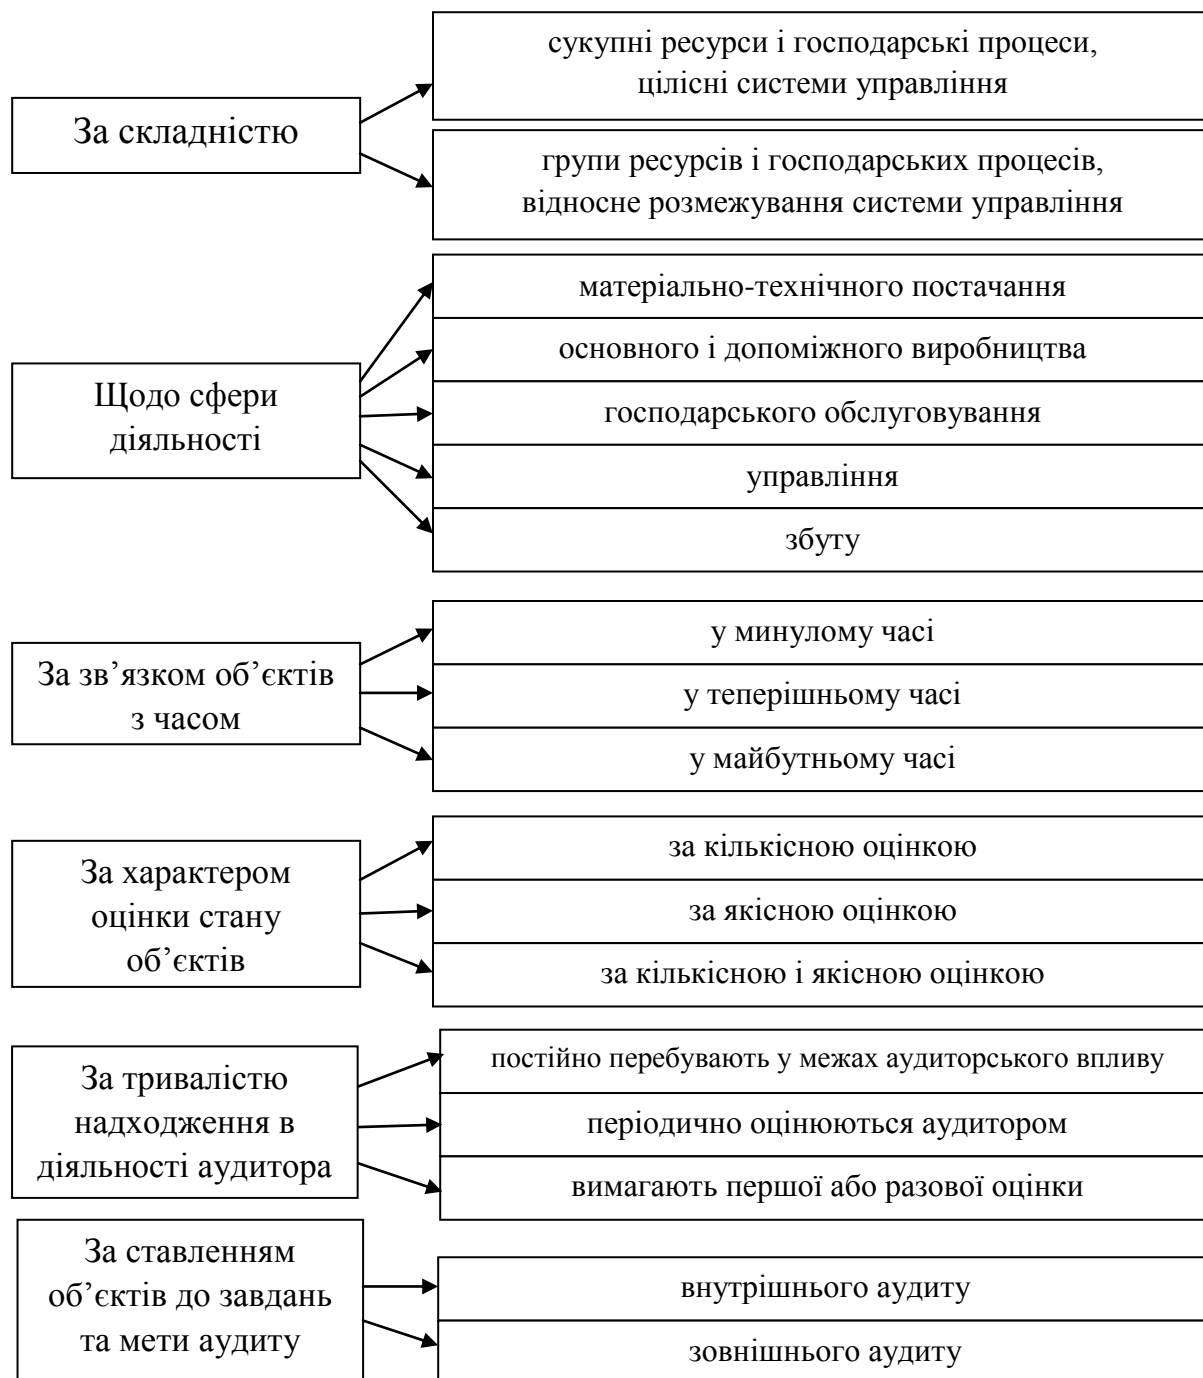 За складністю
сукупні ресурси і господарські процеси,
цілісні системи управління
групи ресурсів і господарських процесів,
відносне розмежування системи управління
Щодо сфери
діяльності
матеріально-технічного постачання
основного і допоміжного виробництва
господарського обслуговування
управління
збуту
За зв’язком об’єктів
з часом
у минулому часі
у теперішньому часі
у майбутньому часі
За характером
оцінки стану
об’єктів
за кількісною оцінкою
за якісною оцінкою
за кількісною і якісною оцінкою
За тривалістю
надходження в
діяльності аудитора
постійно перебувають у межах аудиторського впливу
періодично оцінюються аудитором
вимагають першої або разової оцінки
За ставленням
об’єктів до завдань
та мети аудиту
внутрішнього аудиту
зовнішнього аудиту